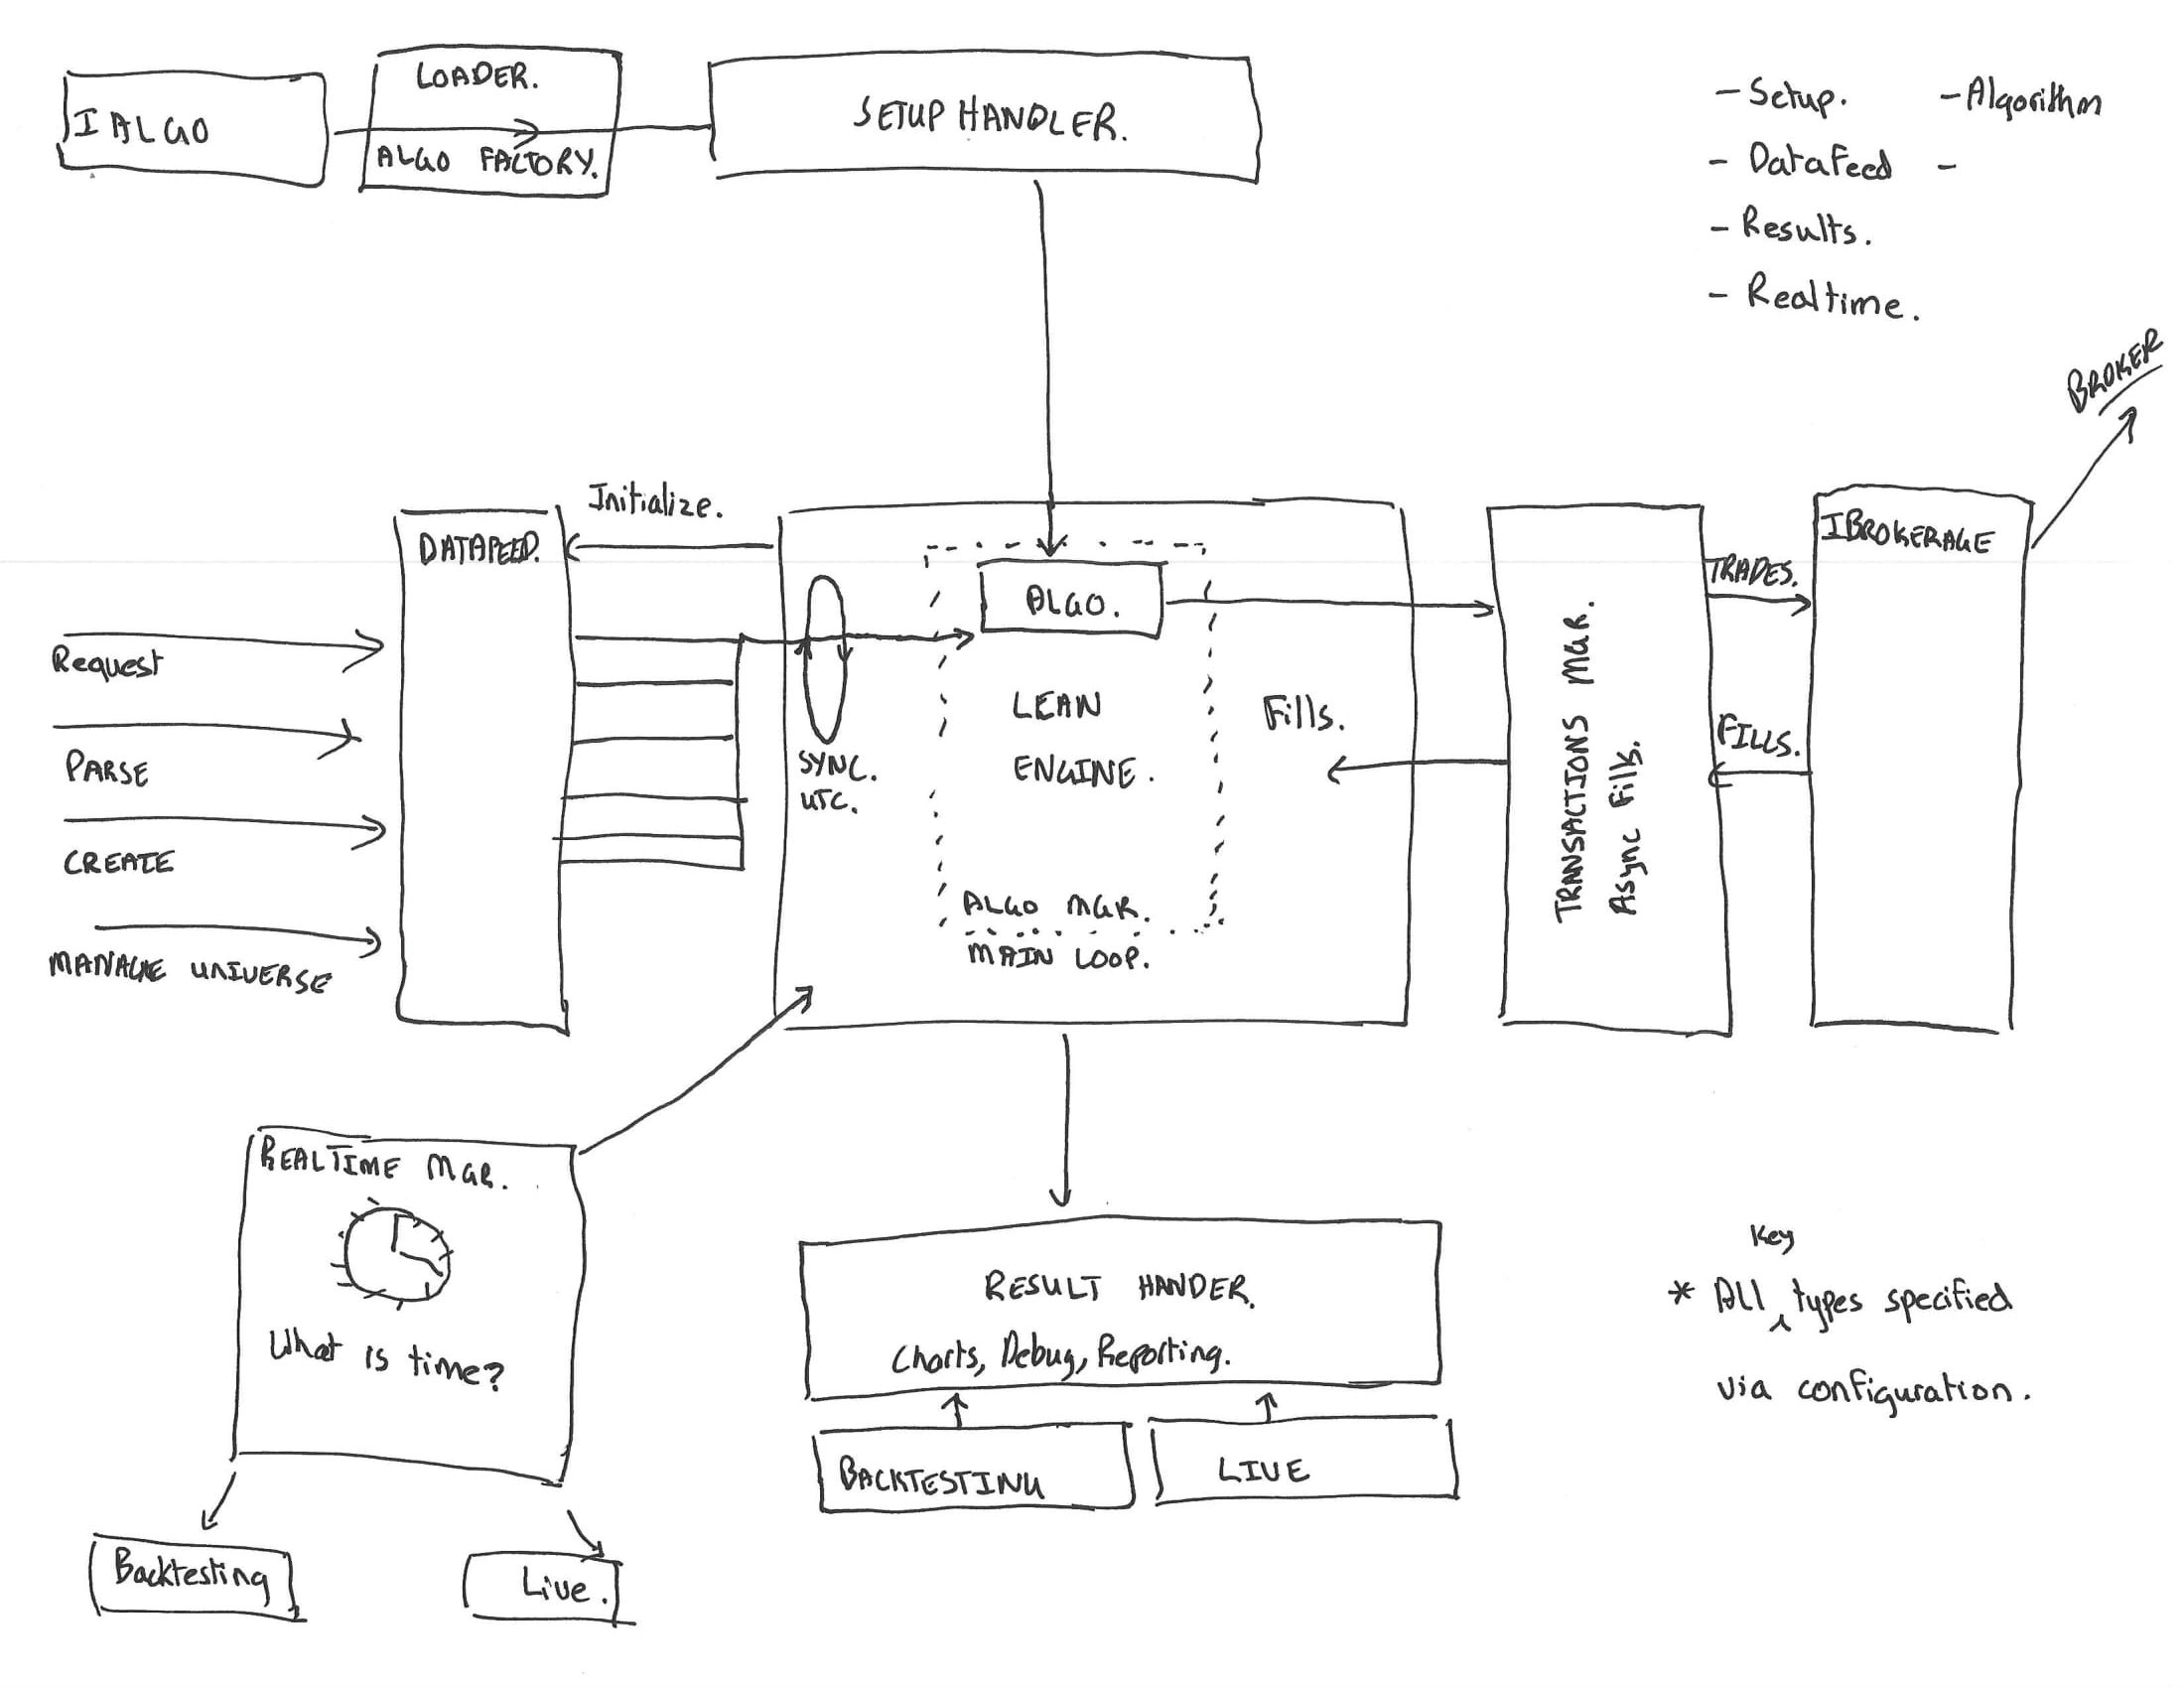 LOADER.
I ALGO
ALGO FACTORY.
SETUP HANDLER.
- Setup.
- Algorithm
- DataFeed
-
- Results.
- Realtime.
BROKER
Initialize.
DATAFEED.
IBROKERAGE
TRADES.
ALGO.
Request
LEAN
ENGINE.
Fills.
FILLS.
TRANSACTIONS MGR.
Async Fills.
PARSE
SYNC.
UTC.
CREATE
ALGO MGR.
MAIN LOOP.
MANAGE UNIVERSE
REALTIME MGR.
What is time?
Backtesting
Live.
RESULT HANDER.
Charts, Debug, Reporting.
BACKTESTING
LIVE
Key
* All types specified
via configuration.